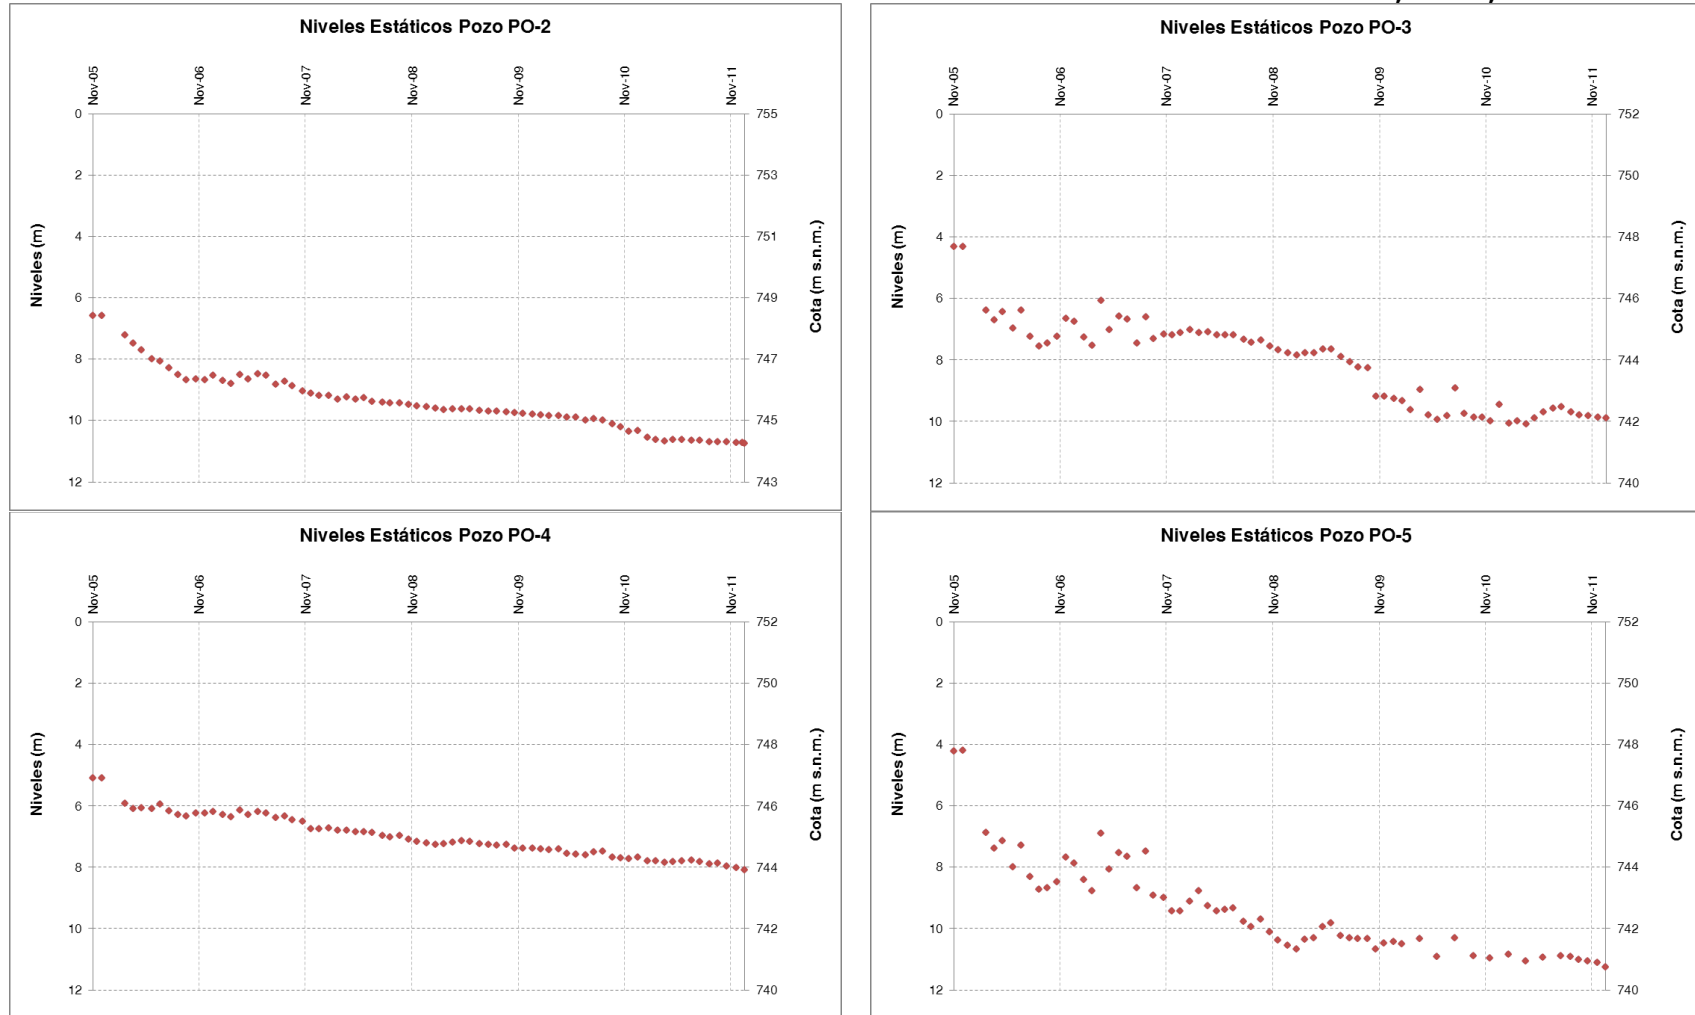 Niveles Estáticos Pozo PO-2
Nov-05 Nov-06 Nov-07 Nov-08 Nov-09 Nov-10 Nov-11
0 755
2 753
4 751
6 749
8 747
10 745
12 743
Niveles (m)
Cota (m s.n.m.)
Niveles Estáticos Pozo PO-3
Nov-05 Nov-06 Nov-07 Nov-08 Nov-09 Nov-10 Nov-11
0 752
2 750
4 748
6 746
8 744
10 742
12 740
Niveles (m)
Cota (m s.n.m.)
Niveles Estáticos Pozo PO-4
Nov-05 Nov-06 Nov-07 Nov-08 Nov-09 Nov-10 Nov-11
0 752
2 750
4 748
6 746
8 744
10 742
12 740
Niveles (m)
Cota (m s.n.m.)
Niveles Estáticos Pozo PO-5
Nov-05 Nov-06 Nov-07 Nov-08 Nov-09 Nov-10 Nov-11
0 752
2 750
4 748
6 746
8 744
10 742
12 740
Niveles (m)
Cota (m s.n.m.)